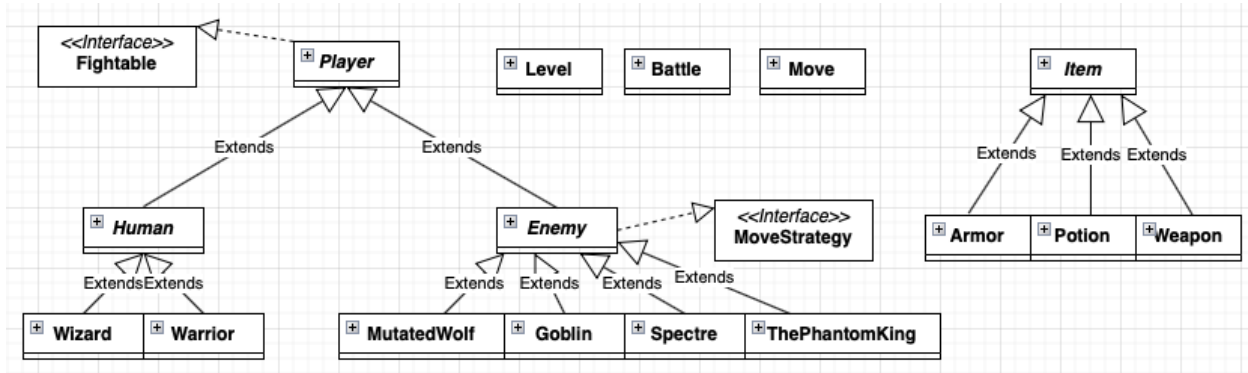 <<Interface>>
Fightable
Player
Level
Battle
Move
Item
Extends
Extends
Extends
Extends
Extends
Human
Enemy
<<Interface>>
MoveStrategy
Armor
Potion
Weapon
Extends
Extends
Extends
Extends
Extends
Extends
Wizard
Warrior
MutatedWolf
Goblin
Spectre
ThePhantomKing